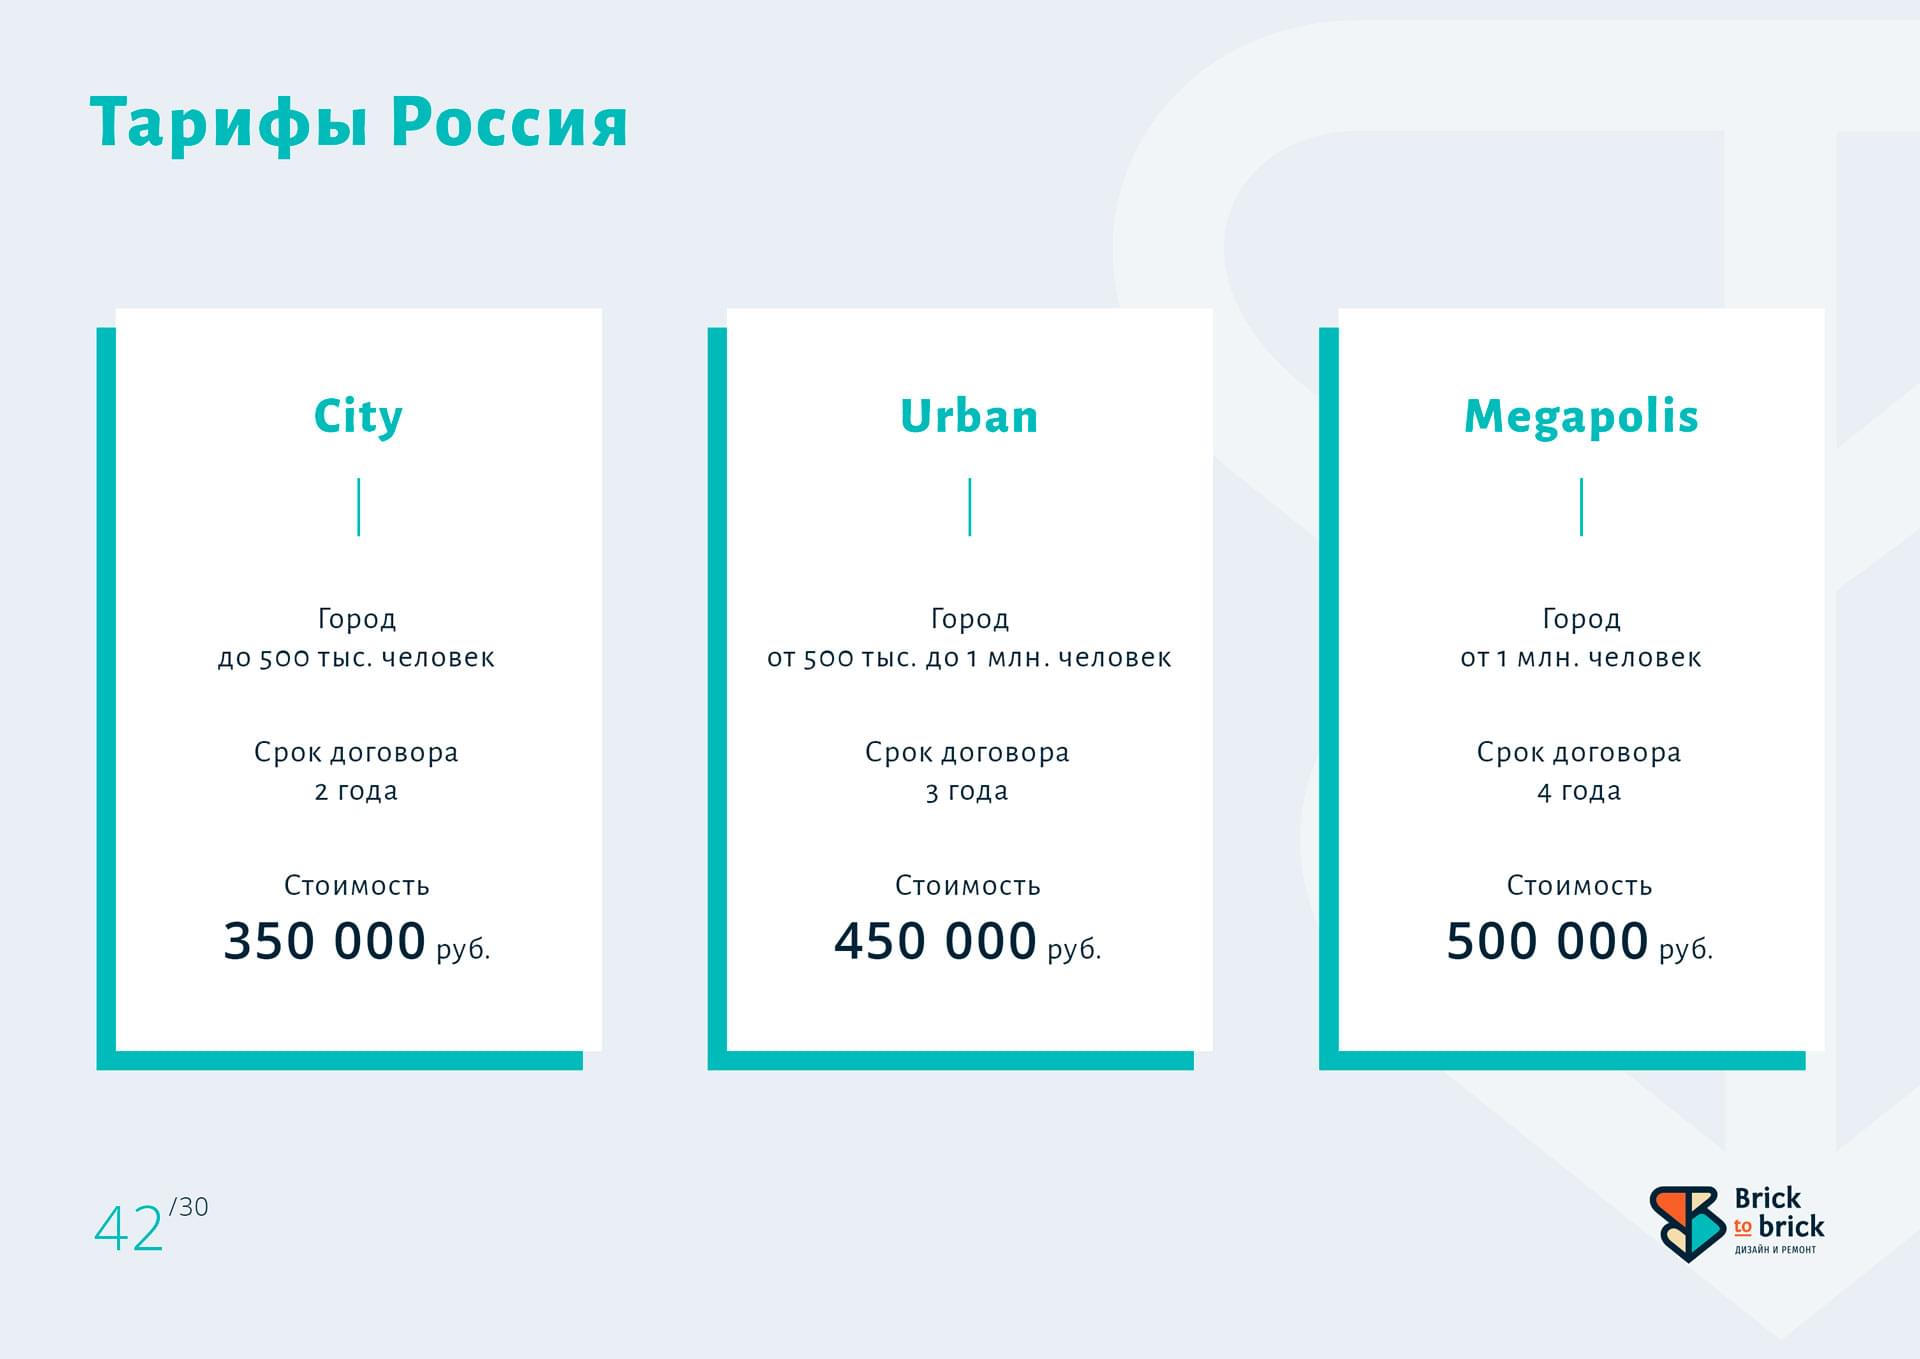 Тарифы Россия
City
Город
до 500 тыс. человек
Срок договора
2 года
Стоимость
350 000 руб.
Urban
Город
от 500 тыс. до 1 млн. человек
Срок договора
3 года
Стоимость
450 000 руб.
Megapolis
Город
от 1 млн. человек
Срок договора
4 года
Стоимость
500 000 руб.
42/30
Brick
to brick
ДИЗАЙН И РЕМОНТ